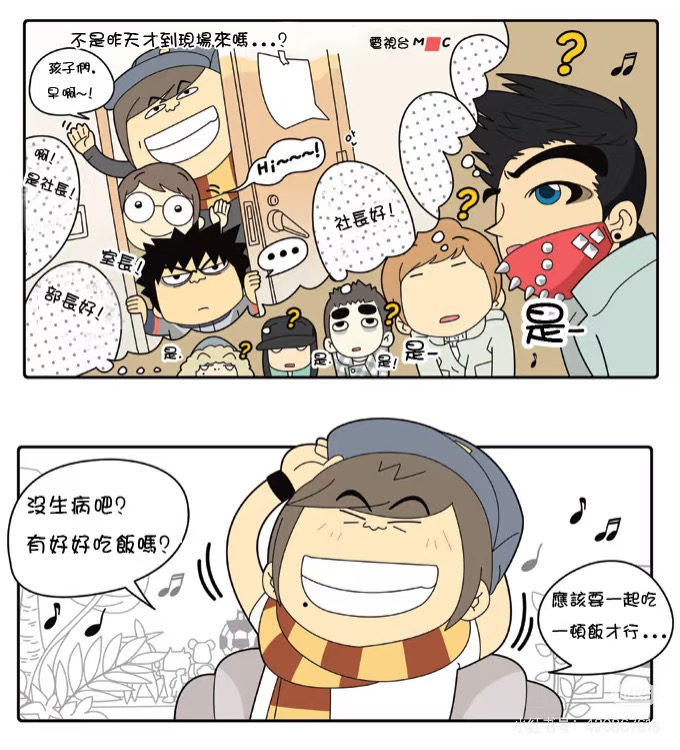 不是昨天才到現場來嗎...?
電視台 M C
孩子們,
早啊~!
Hi~~~!
啊!
是社長!
社長好!
室長!
...
部長好!
是.
是.
是!
是-
是-
?
?
?
?
?
沒生病吧?
有好好吃飯嗎?
應該要一起吃
一頓飯才行...